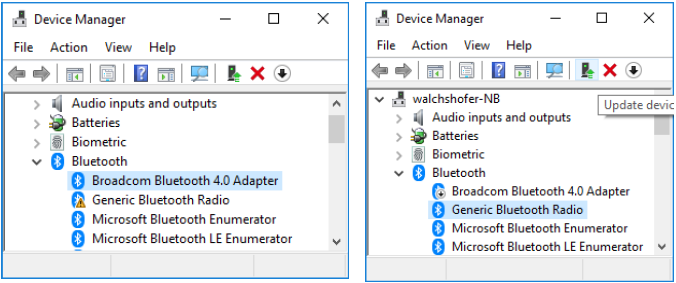 Device Manager
File Action View Help
Audio inputs and outputs
Batteries
Biometric
Bluetooth
Broadcom Bluetooth 4.0 Adapter
Generic Bluetooth Radio
Microsoft Bluetooth Enumerator
Microsoft Bluetooth LE Enumerator
Device Manager
File Action View Help
Update devic
walchshofer-NB
Audio inputs and outputs
Batteries
Biometric
Bluetooth
Broadcom Bluetooth 4.0 Adapter
Generic Bluetooth Radio
Microsoft Bluetooth Enumerator
Microsoft Bluetooth LE Enumerator